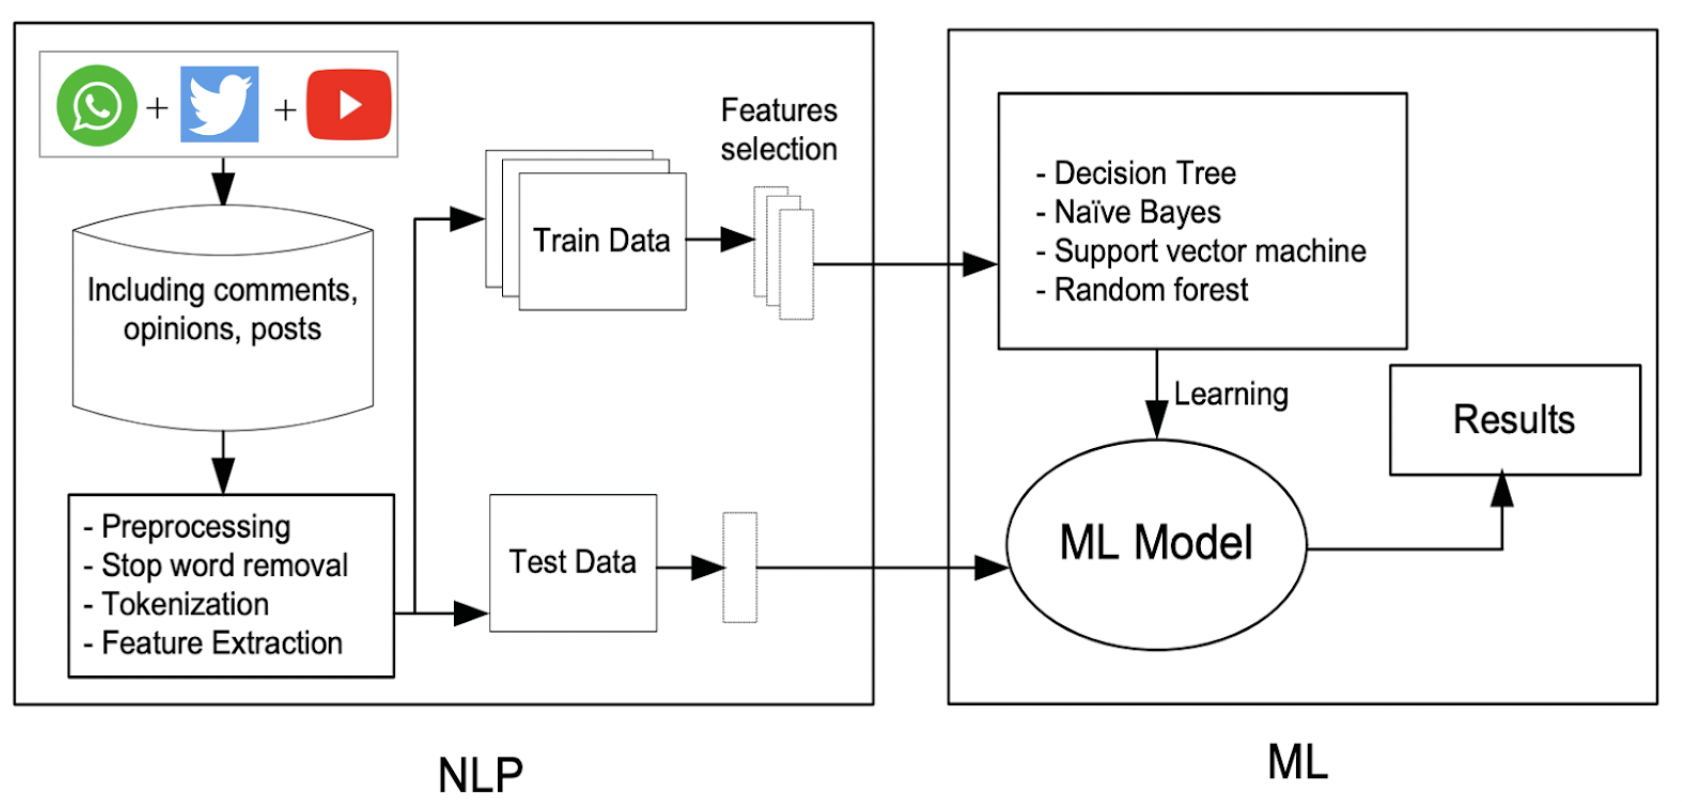 + +
Including comments,
opinions, posts
- Preprocessing
- Stop word removal
- Tokenization
- Feature Extraction
Train Data
Features
selection
Test Data
NLP
- Decision Tree
- Naïve Bayes
- Support vector machine
- Random forest
Learning
ML Model
Results
ML